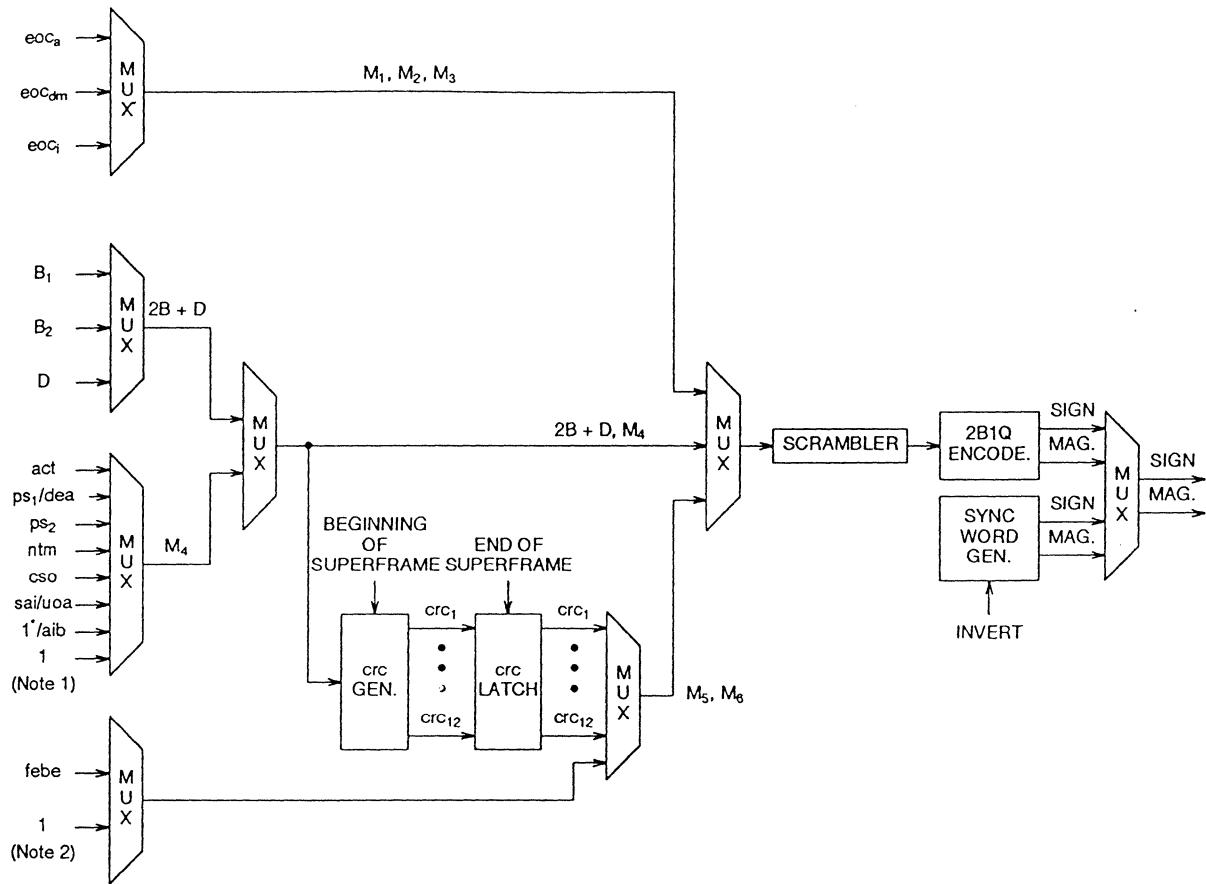 eocₐ
eoc_dm
eocᵢ
MUX
M₁, M₂, M₃
B₁
B₂
D
MUX
2B + D
act
ps₁/dea
ps₂
ntm
cso
sai/uoa
1*/aib
1
(Note 1)
MUX
M₄
MUX
2B + D, M₄
BEGINNING
OF
SUPERFRAME
END OF
SUPERFRAME
crc
GEN.
crc₁
crc₁₂
crc
LATCH
crc₁
crc₁₂
MUX
M₅, M₆
febe
1
(Note 2)
MUX
MUX
SCRAMBLER
2B1Q
ENCODE.
SIGN
MAG.
SYNC
WORD
GEN.
SIGN
MAG.
INVERT
MUX
SIGN
MAG.